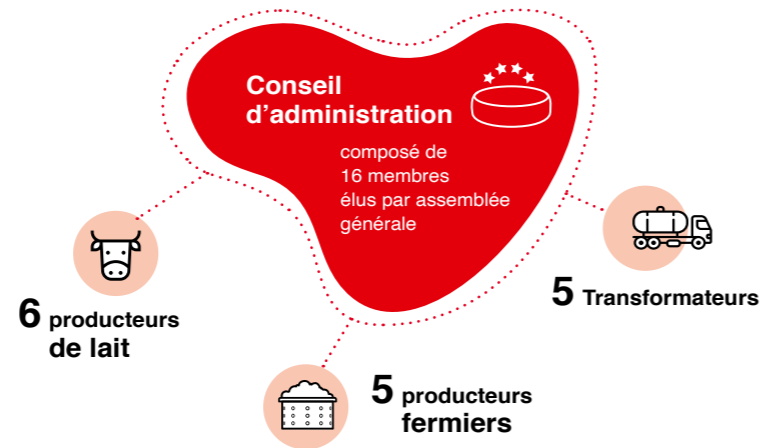 Conseil
d’administration
composé de
16 membres
élus par assemblée
générale
6 producteurs
de lait
5 producteurs
fermiers
5 Transformateurs